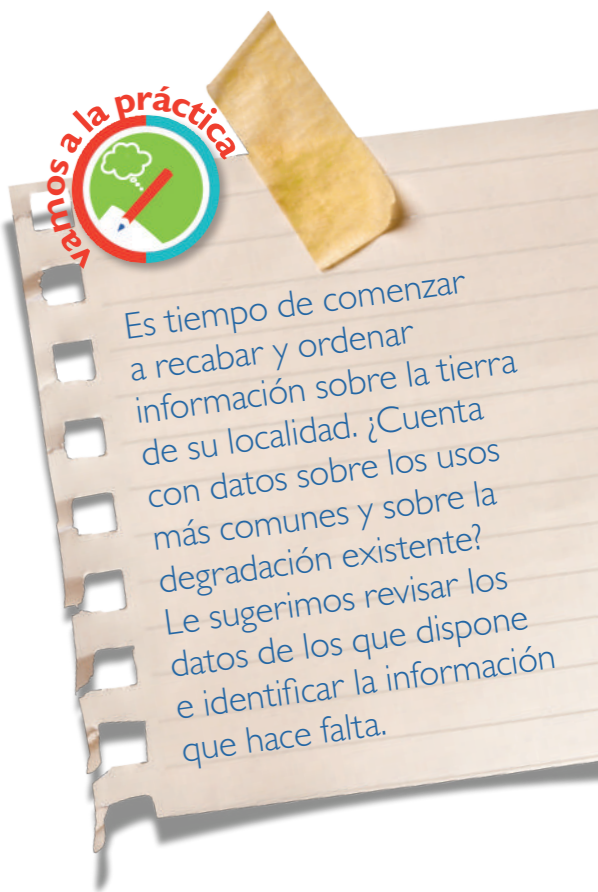 vamos a la práctica
Es tiempo de comenzar
a recabar y ordenar
información sobre la tierra
de su localidad. ¿Cuenta
con datos sobre los usos
más comunes y sobre la
degradación existente?
Le sugerimos revisar los
datos de los que dispone
e identificar la información
que hace falta.